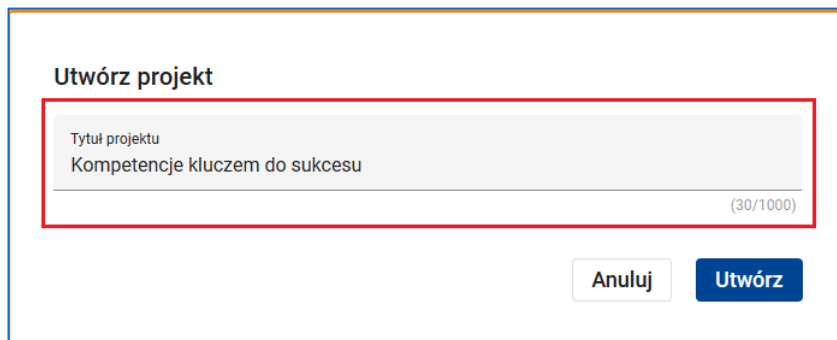 Utwórz projekt
Tytuł projektu
Kompetencje kluczem do sukcesu
(30/1000)
Anuluj
Utwórz